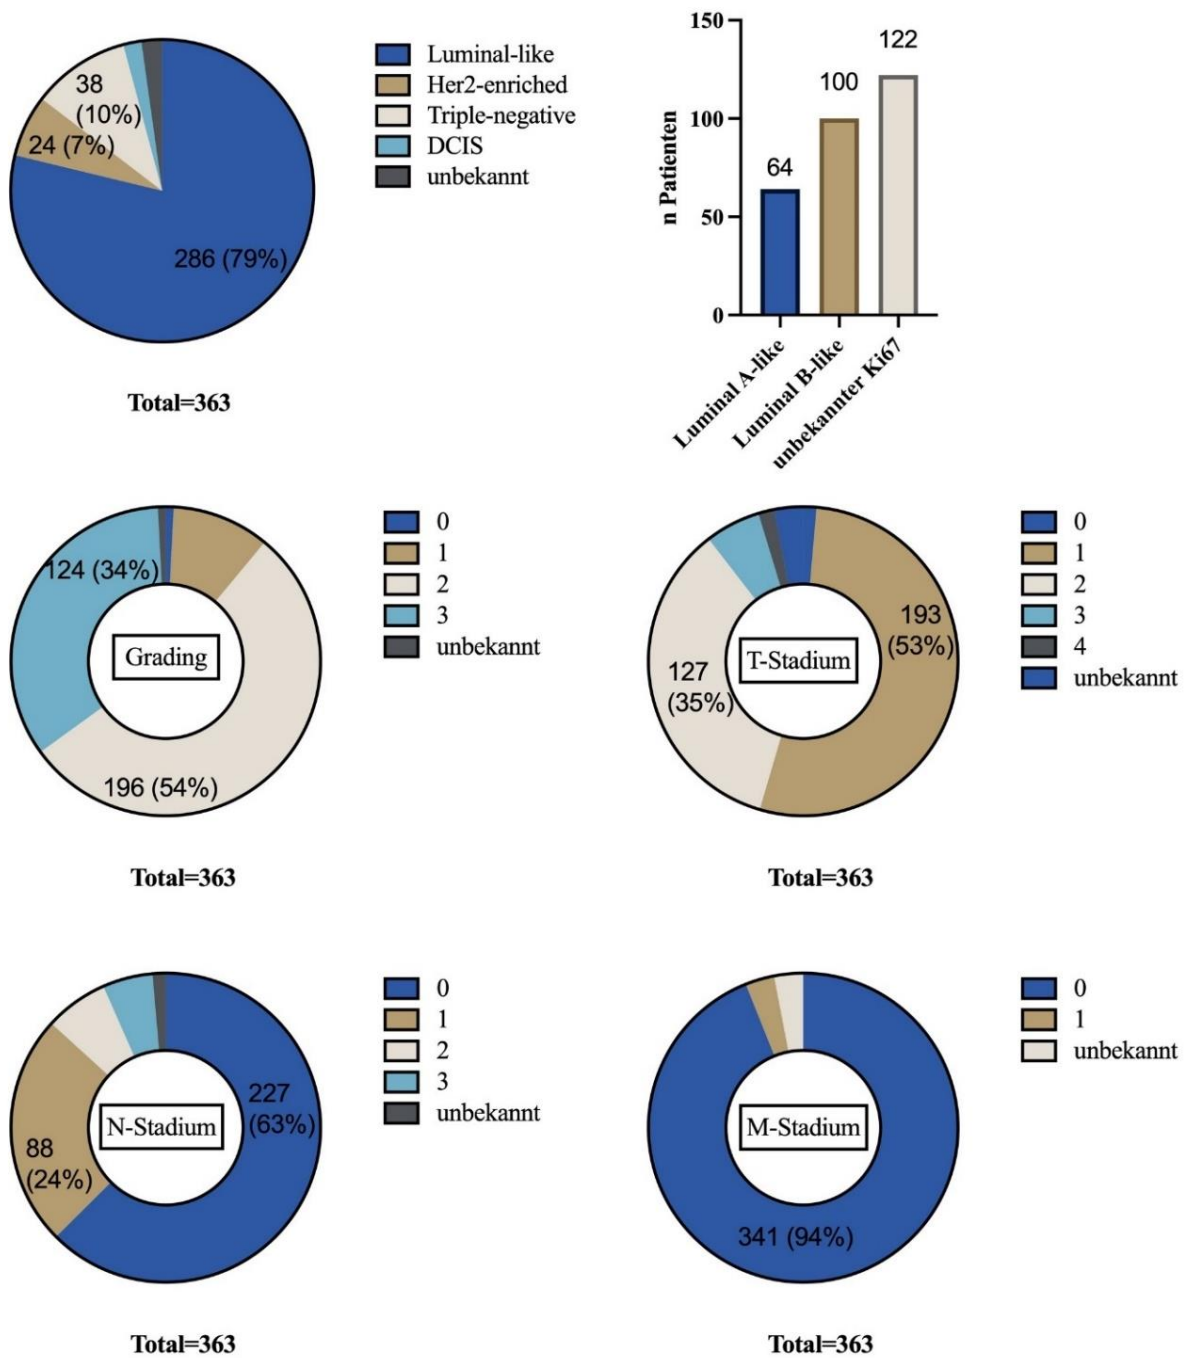 38
(10%)
24 (7%)
286 (79%)
Luminal-like
Her2-enriched
Triple-negative
DCIS
unbekannt
Total=363
n Patienten
150
100
50
0
64
100
122
Luminal A-like
Luminal B-like
unbekannter Ki67
124 (34%)
Grading
196 (54%)
0
1
2
3
unbekannt
Total=363
193
(53%)
T-Stadium
127
(35%)
0
1
2
3
4
unbekannt
Total=363
227
(63%)
N-Stadium
88
(24%)
0
1
2
3
unbekannt
Total=363
M-Stadium
341 (94%)
0
1
unbekannt
Total=363